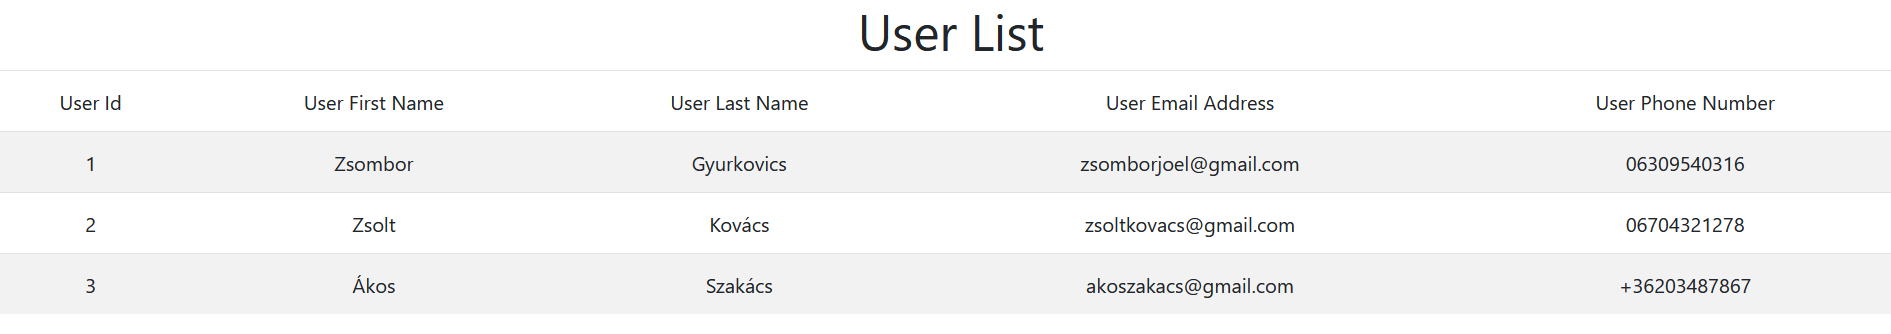 User List
User Id User First Name User Last Name User Email Address User Phone Number
1 Zsombor Gyurkovics zsomborjoel@gmail.com 06309540316
2 Zsolt Kovács zsoltkovacs@gmail.com 06704321278
3 Ákos Szakács akoszakacs@gmail.com +36203487867